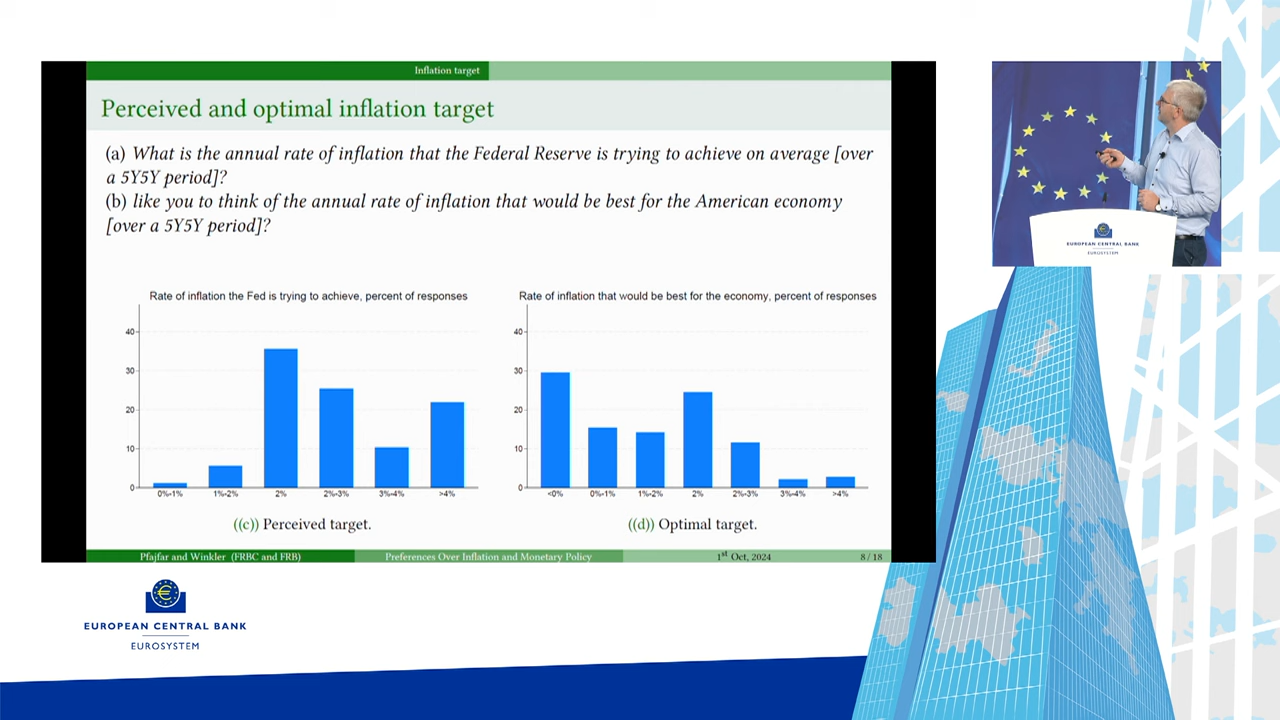 Inflation target
Perceived and optimal inflation target
(a) What is the annual rate of inflation that the Federal Reserve is trying to achieve on average [over
a 5Y5Y period]?
(b) like you to think of the annual rate of inflation that would be best for the American economy
[over a 5Y5Y period]?
Rate of inflation the Fed is trying to achieve, percent of responses
40
30
20
10
0
0%-1% 1%-2% 2% 2%-3% 3%-4% >4%
((c)) Perceived target.
Rate of inflation that would be best for the economy, percent of responses
40
30
20
10
0
<0% 0%-1% 1%-2% 2% 2%-3% 3%-4% >4%
((d)) Optimal target.
Pfajfar and Winkler (FRBC and FRB) Preferences Over Inflation and Monetary Policy 1st Oct, 2024 8 / 18
EUROPEAN CENTRAL BANK
EUROSYSTEM
EUROPEAN CENTRAL BANK
EUROSYSTEM